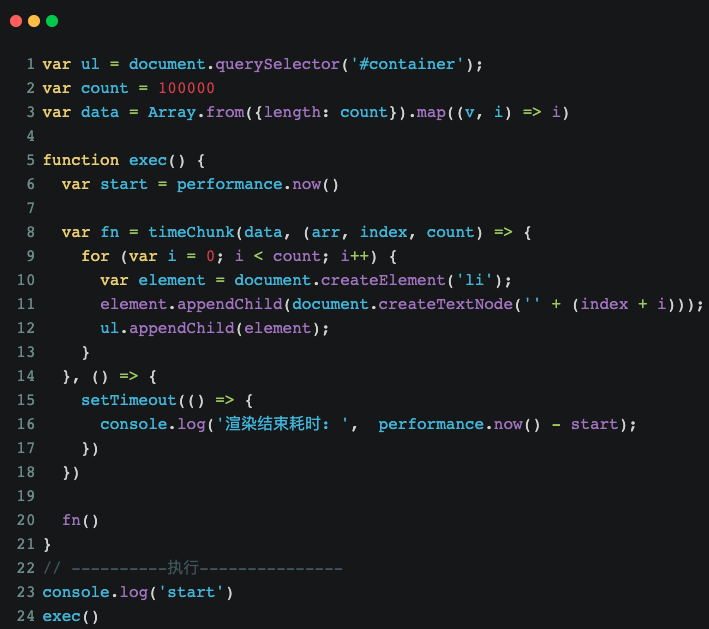 1 var ul = document.querySelector('#container');
2 var count = 100000
3 var data = Array.from({length: count}).map((v, i) => i)
4
5 function exec() {
6   var start = performance.now()
7
8   var fn = timeChunk(data, (arr, index, count) => {
9     for (var i = 0; i < count; i++) {
10       var element = document.createElement('li');
11       element.appendChild(document.createTextNode('' + (index + i)));
12       ul.appendChild(element);
13     }
14   }, () => {
15     setTimeout(() => {
16       console.log('渲染结束耗时: ',  performance.now() - start);
17     })
18   })
19
20   fn()
21 }
22 // ----------执行---------------
23 console.log('start')
24 exec()